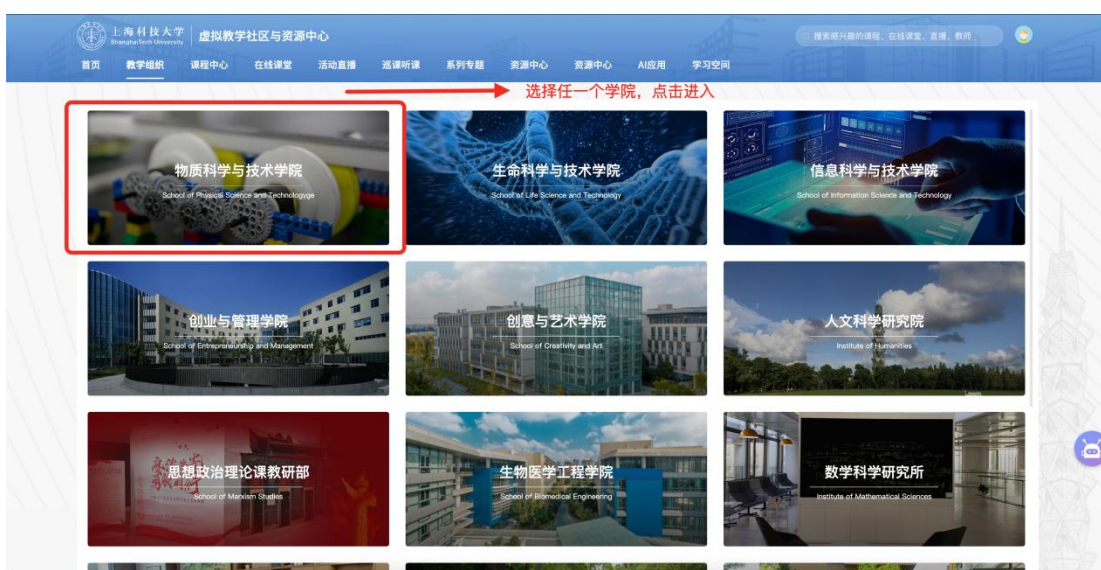 上海科技大学
ShanghaiTech University
虚拟教学社区与资源中心
搜索感兴趣的课程、在线课堂、直播、教师
首页 教学组织 课程中心 在线课堂 活动直播 巡课听课 系列专题 资源中心 资源中心 AI应用 学习空间
选择任一个学院，点击进入
物质科学与技术学院
School of Physical Science and Technologyge
生命科学与技术学院
School of Life Science and Technology
信息科学与技术学院
School of Information Science and Technology
创业与管理学院
School of Entrepreneurship and Management
创意与艺术学院
School of Creativity and Art
人文科学研究院
Institute of Humanities
思想政治理论课教研部
School of Marxism Studies
生物医学工程学院
School of Biomedical Engineering
数学科学研究所
Institute of Mathematical Sciences